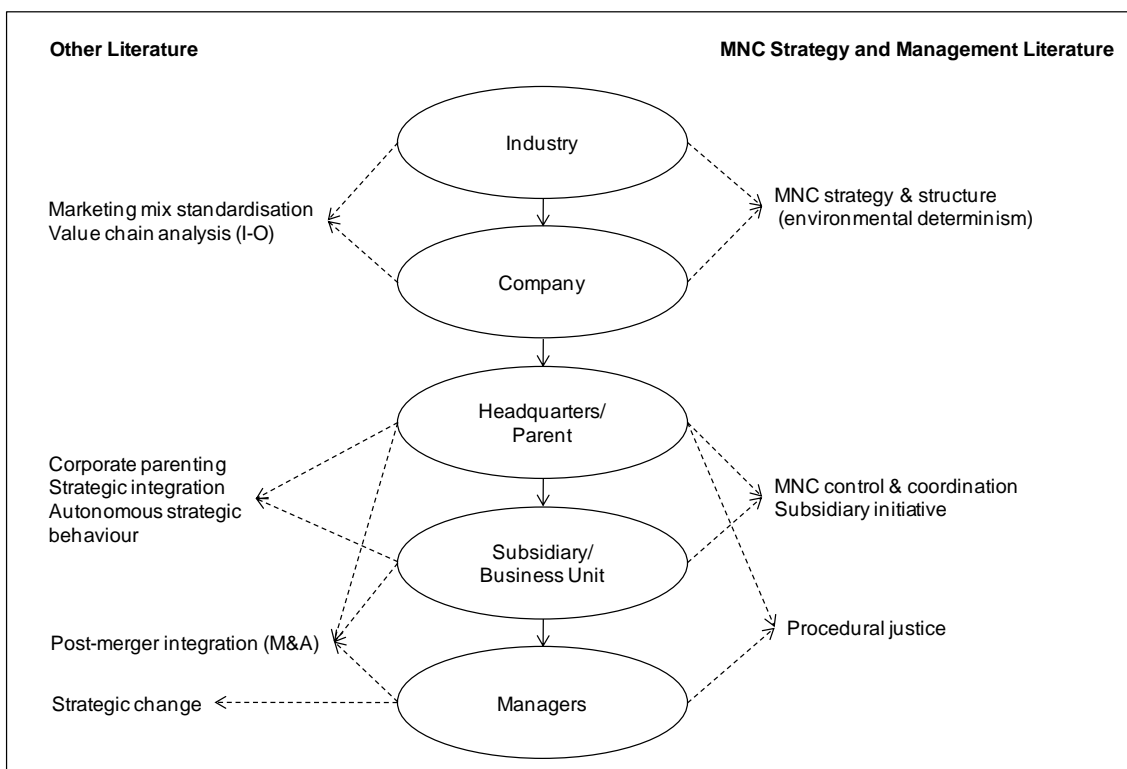 Other Literature
MNC Strategy and Management Literature
Industry
Marketing mix standardisation
Value chain analysis (I-O)
MNC strategy & structure
(environmental determinism)
Company
Headquarters/
Parent
Corporate parenting
Strategic integration
Autonomous strategic
behaviour
MNC control & coordination
Subsidiary initiative
Subsidiary/
Business Unit
Post-merger integration (M&A)
Procedural justice
Strategic change
Managers